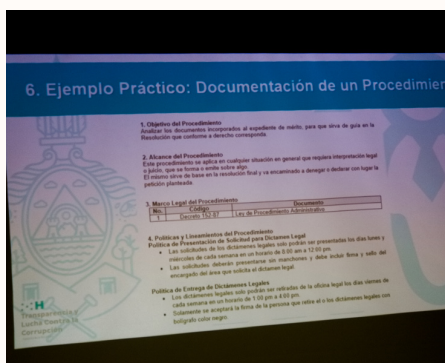 6. Ejemplo Práctico: Documentación de un Procedimien
1. Objetivo del Procedimiento
Analizar los documentos incorporados al expediente de mérito, para que sirva de guía en la
Resolución que conforme a derecho corresponda
2. Alcance del Procedimiento
Este procedimiento se aplica en cualquier situación en general que requiera interpretación legal
o juicio, que se forma o emite sobre algo
El mismo sirve de base en la resolución final y va encaminado a denegar o declarar con lugar la
petición planteada.
3. Marco Legal del Procedimiento
No. Código Documento
1 Decreto 152-87 Ley de Procedimiento Administrativo
4. Políticas y Lineamientos del Procedimiento
Política de Presentación de Solicitud para Dictamen Legal
• Las solicitudes de los dictámenes legales solo podrán ser presentadas los días lunes y
miércoles de cada semana en un horario de 8:00 am a 12:00 pm.
• Las solicitudes deberán presentarse sin manchones y debe incluir firma y sello del
encargado del área que solicita el dictamen legal.
Política de Entrega de Dictámenes Legales
• Los dictámenes legales solo podrán ser retiradas de la oficina legal los días viernes de
cada semana en un horario de 1:00 pm a 4:00 pm.
• Solamente se aceptará la firma de la persona que retire el o los dictámenes legales con
bolígrafo color negro.
H
Transparencia y
Lucha Contra la
Corrupción